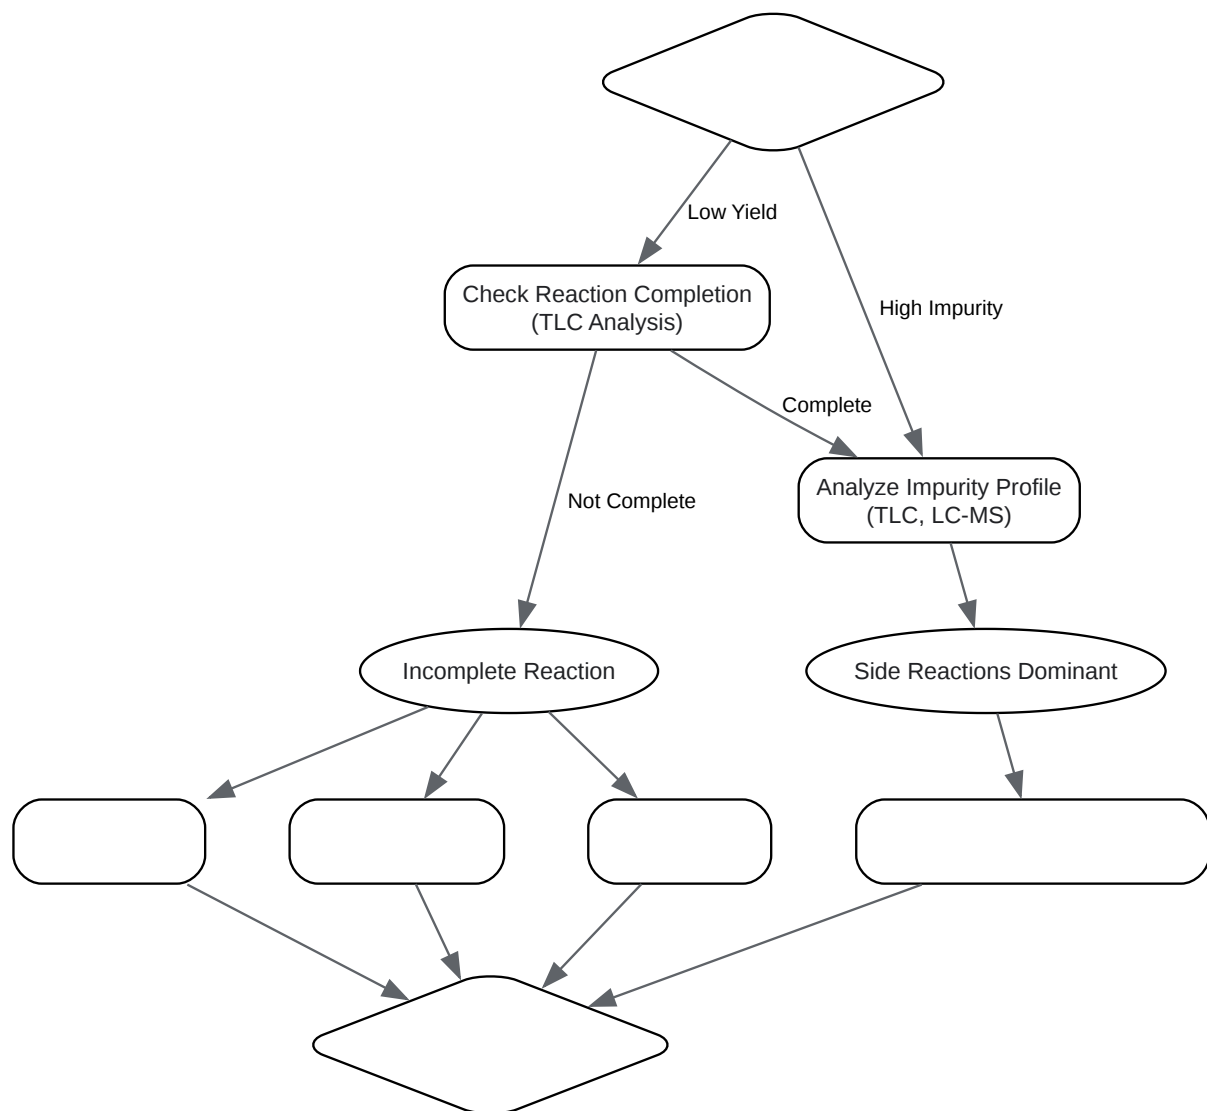 Low Yield
Check Reaction Completion
(TLC Analysis)
High Impurity
Complete
Analyze Impurity Profile
(TLC, LC-MS)
Not Complete
Incomplete Reaction
Side Reactions Dominant